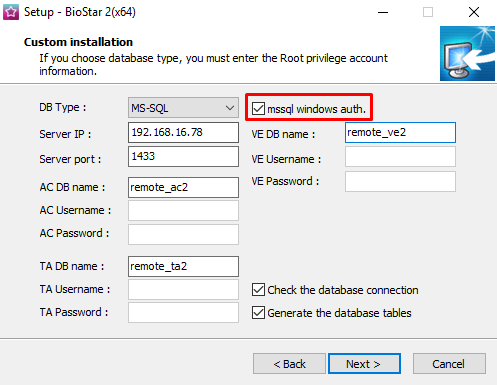 Setup - BioStar 2(x64)
Custom installation
If you choose database type, you must enter the Root privilege account
information.
DB Type : MS-SQL mssql windows auth.
Server IP : 192.168.16.78 VE DB name : remote_ve2
Server port : 1433 VE Username :
AC DB name : remote_ac2 VE Password :
AC Username :
AC Password :
TA DB name : remote_ta2
TA Username : Check the database connection
TA Password : Generate the database tables
< Back Next > Cancel